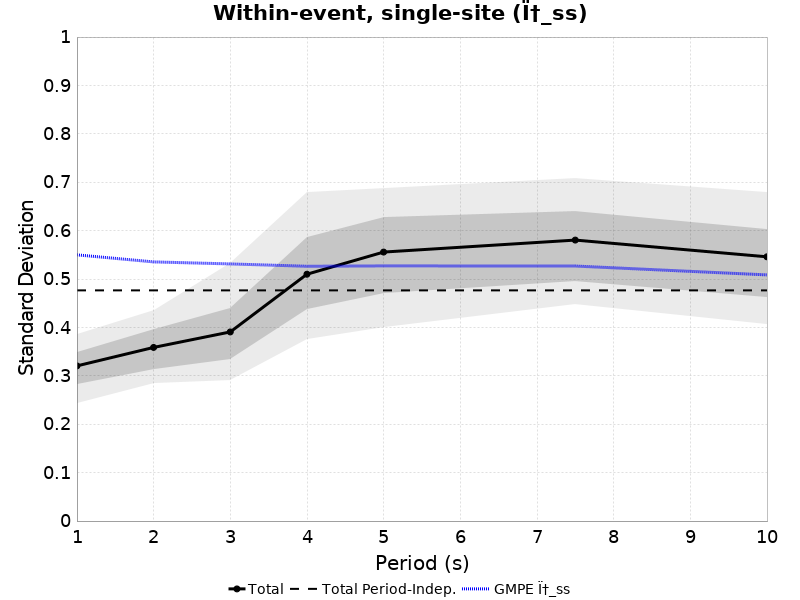 Within-event, single-site (Ï†_ss)
Standard Deviation
1
0.9
0.8
0.7
0.6
0.5
0.4
0.3
0.2
0.1
0
1 2 3 4 5 6 7 8 9 10
Period (s)
Total Total Period-Indep. GMPE Ï†_ss